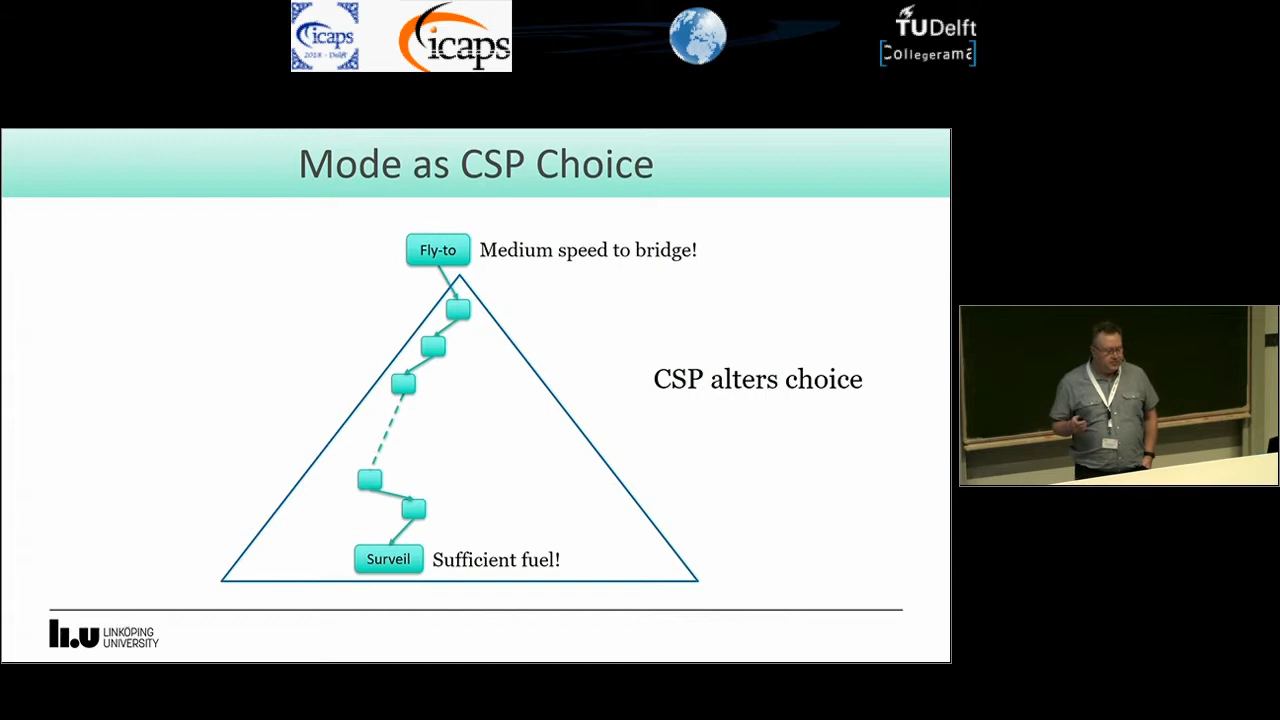 icaps
2018 - Delft
icaps
TUDelft
Collegerama
Mode as CSP Choice
Fly-to
Medium speed to bridge!
CSP alters choice
Surveil
Sufficient fuel!
LINKÖPING
UNIVERSITY